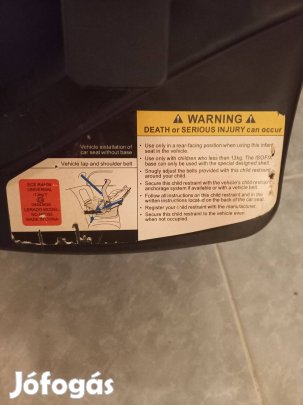 WARNING
DEATH or SERIOUS INJURY can occur
Vehicle installation of
car seat without base
Vehicle lap and shoulder belt
• Use only in a rear-facing position when using this infant
seat in the vehicle.
• Use only with children who less than 13kg. The ISOFIX
base can only be used with the special designed shell.
• Snugly adjust the belts provided with this child restraint
around your child.
• Secure this child restraint with the vehicle's child restraint
anchorage system if available or with a vehicle belt.
• Follow all instructions on this child restraint and in the
written instructions located on the back of the car seat.
• Register your child restraint with the manufacturer.
• Secure this child restraint to the vehicle even
when not occupied.
UNIVERSAL
Jófogás